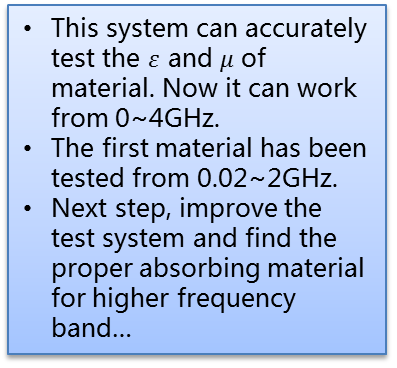 • This system can accurately
test the ε and μ of
material. Now it can work
from 0~4GHz.
• The first material has been
tested from 0.02~2GHz.
• Next step, improve the
test system and find the
proper absorbing material
for higher frequency
band...